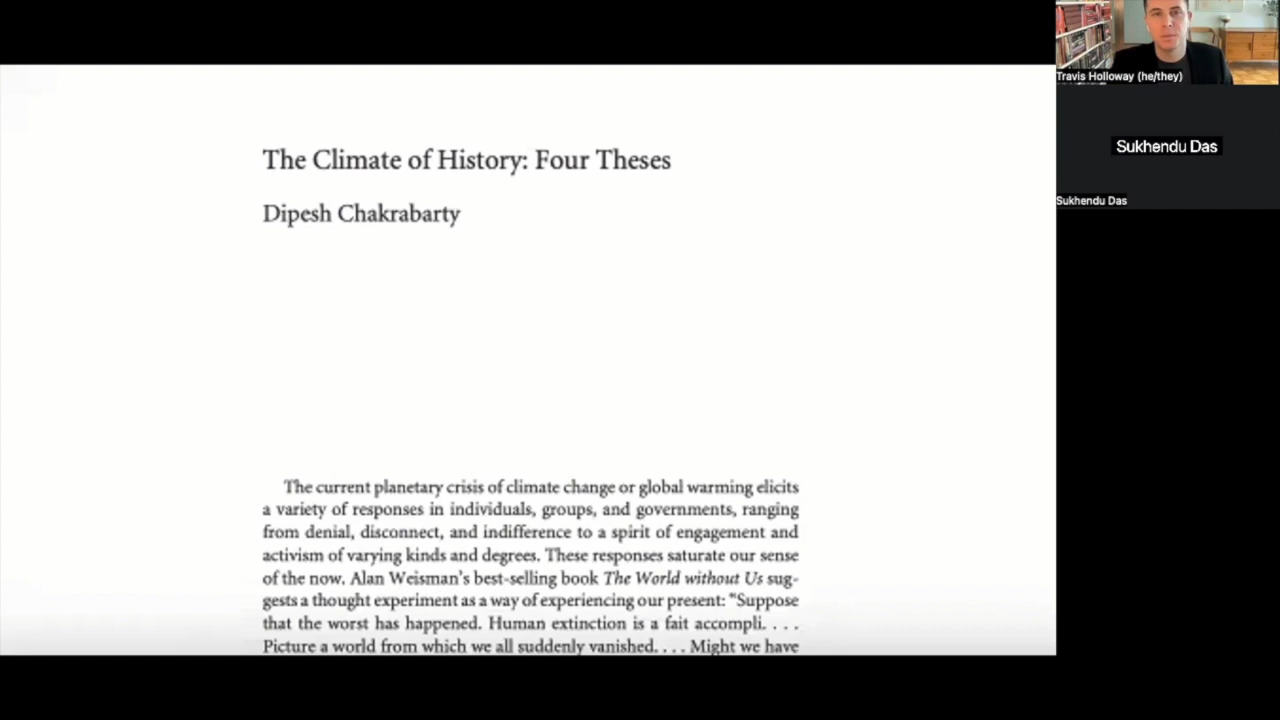 The Climate of History: Four Theses
Dipesh Chakrabarty
The current planetary crisis of climate change or global warming elicits
a variety of responses in individuals, groups, and governments, ranging
from denial, disconnect, and indifference to a spirit of engagement and
activism of varying kinds and degrees. These responses saturate our sense
of the now. Alan Weisman's best-selling book The World without Us sug-
gests a thought experiment as a way of experiencing our present: "Suppose
that the worst has happened. Human extinction is a fait accompli. . . .
Picture a world from which we all suddenly vanished. . . . Might we have
Travis Holloway (he/they)
Sukhendu Das
Sukhendu Das